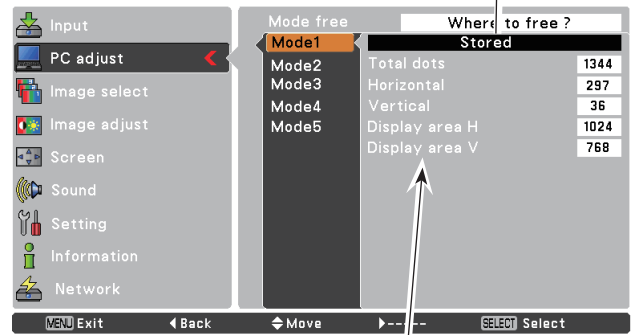 Input
PC adjust
Image select
Image adjust
Screen
Sound
Setting
Information
Network
Mode free
Where to free ?
Mode1
Mode2
Mode3
Mode4
Mode5
Stored
Total dots 1344
Horizontal 297
Vertical 36
Display area H 1024
Display area V 768
MENU Exit Back Move ----- SELECT Select